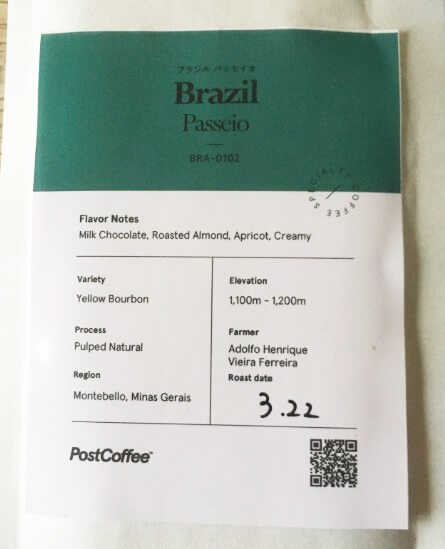 ブラジル パッセイオ
Brazil
Passeio
BRA-0102
SPECIALTY COFFEE
Flavor Notes
Milk Chocolate, Roasted Almond, Apricot, Creamy
Variety
Yellow Bourbon
Process
Pulped Natural
Region
Montebello, Minas Gerais
Elevation
1,100m - 1,200m
Farmer
Adolfo Henrique
Vieira Ferreira
Roast date
3.22
PostCoffee™